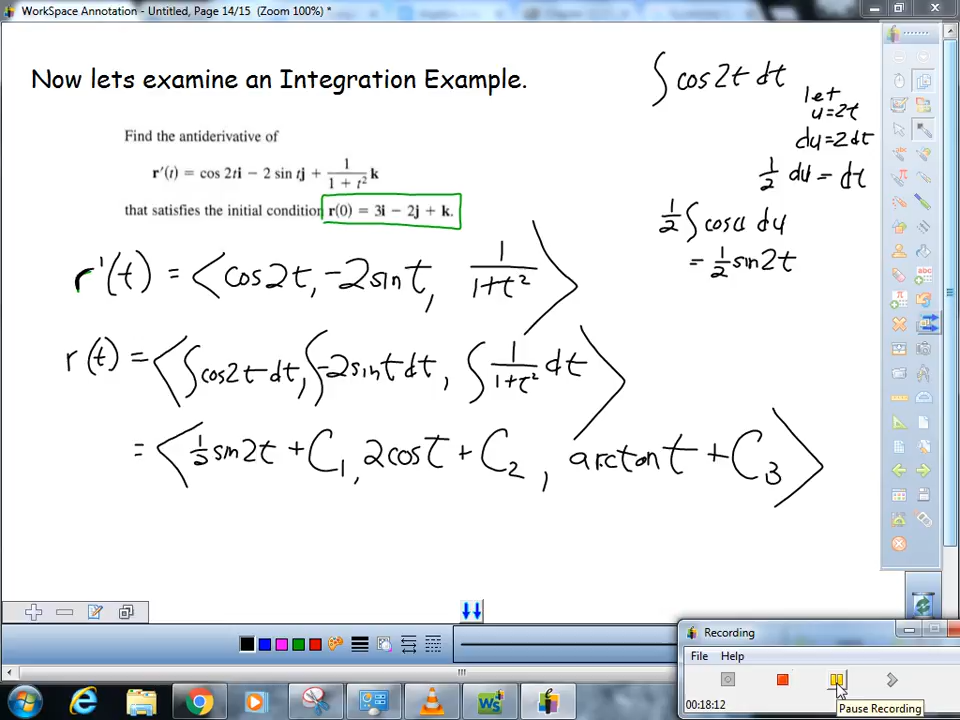 WorkSpace Annotation - Untitled, Page 14/15 (Zoom 100%) *
Now lets examine an Integration Example.
Find the antiderivative of
r'(t) = cos 2ti − 2 sin tj + 1/(1 + t²) k
that satisfies the initial condition r(0) = 3i − 2j + k.
∫ cos 2t dt
let
u=2t
du=2dt
1/2 du = dt
1/2 ∫ cosu du
= 1/2 sin2t
r'(t) = < cos2t, -2sint, 1/(1+t²) >
r(t) = < ∫cos2t dt, ∫-2sint dt, ∫ 1/(1+t²) dt >
= < 1/2 sin2t + C₁, 2cost + C₂, arctan t + C₃ >
abc
Recording
File Help
00:18:12
Pause Recording
WS